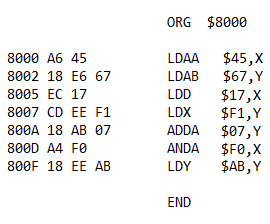 ORG $8000
8000 A6 45 LDAA $45,X
8002 18 E6 67 LDAB $67,Y
8005 EC 17 LDD $17,X
8007 CD EE F1 LDX $F1,Y
800A 18 AB 07 ADDA $07,Y
800D A4 F0 ANDA $F0,X
800F 18 EE AB LDY $AB,Y
END